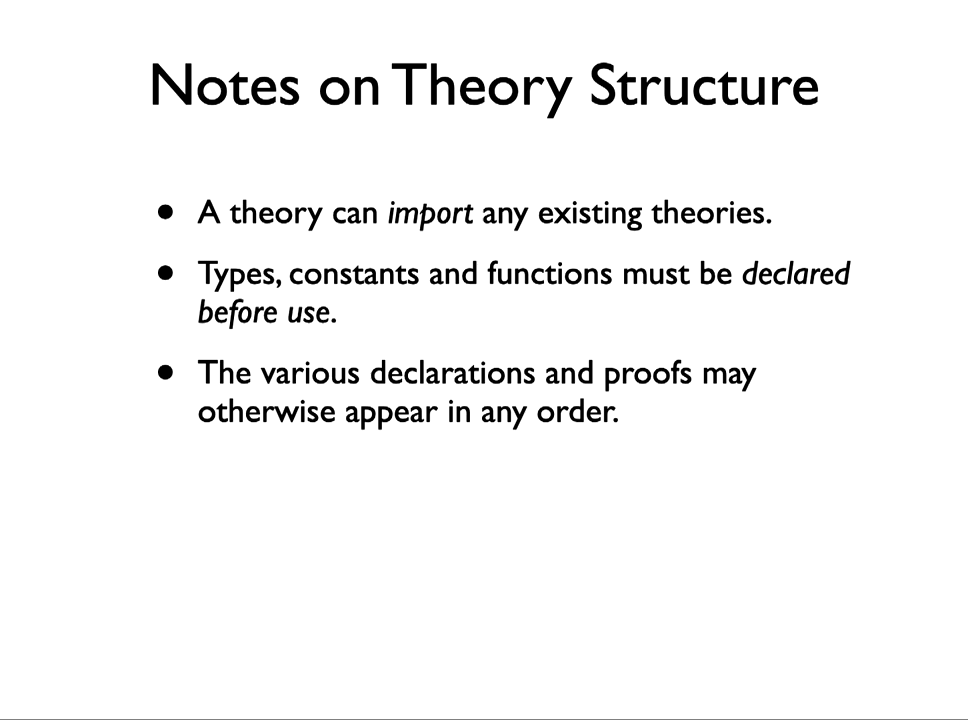 Notes on Theory Structure
• A theory can import any existing theories.
• Types, constants and functions must be declared
before use.
• The various declarations and proofs may
otherwise appear in any order.